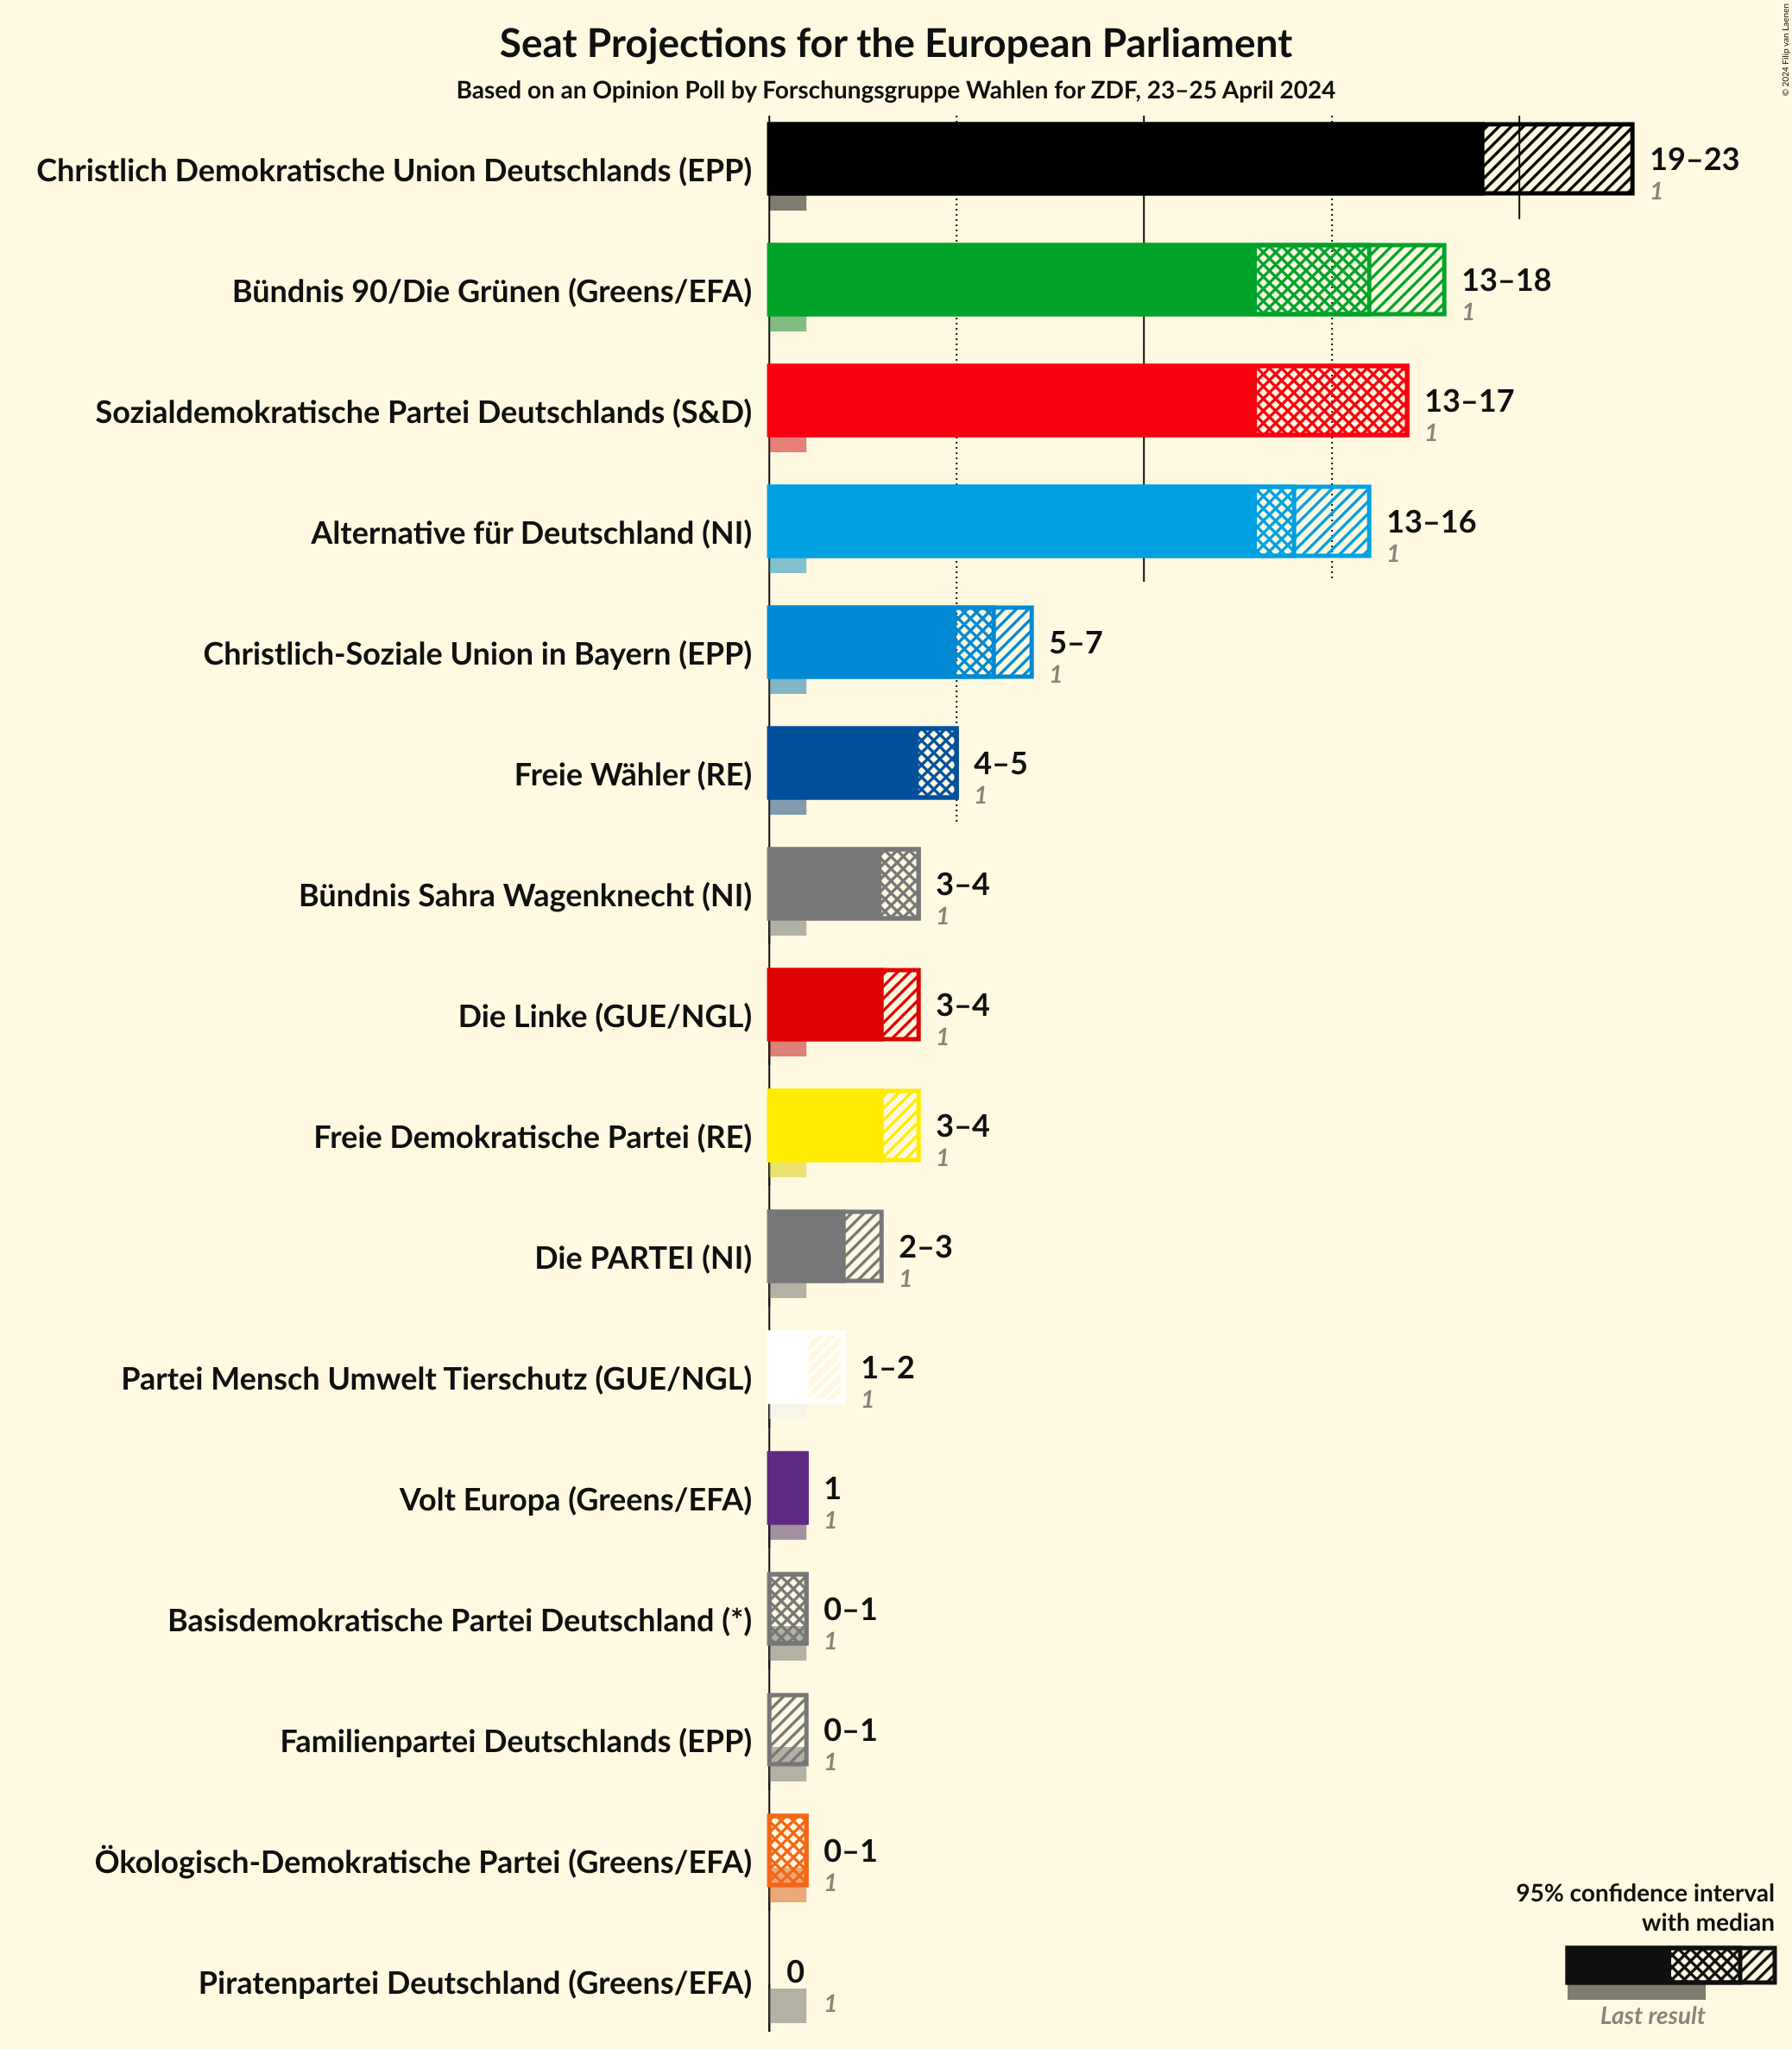 Seat Projections for the European Parliament
Based on an Opinion Poll by Forschungsgruppe Wahlen for ZDF, 23–25 April 2024
© 2024 Filip van Laenen
Christlich Demokratische Union Deutschlands (EPP)
19–23
1
Bündnis 90/Die Grünen (Greens/EFA)
13–18
1
Sozialdemokratische Partei Deutschlands (S&D)
13–17
1
Alternative für Deutschland (NI)
13–16
1
Christlich-Soziale Union in Bayern (EPP)
5–7
1
Freie Wähler (RE)
4–5
1
Bündnis Sahra Wagenknecht (NI)
3–4
1
Die Linke (GUE/NGL)
3–4
1
Freie Demokratische Partei (RE)
3–4
1
Die PARTEI (NI)
2–3
1
Partei Mensch Umwelt Tierschutz (GUE/NGL)
1–2
1
Volt Europa (Greens/EFA)
1
1
Basisdemokratische Partei Deutschland (*)
0–1
1
Familienpartei Deutschlands (EPP)
0–1
1
Ökologisch-Demokratische Partei (Greens/EFA)
0–1
1
Piratenpartei Deutschland (Greens/EFA)
0
1
95% confidence interval
with median
Last result